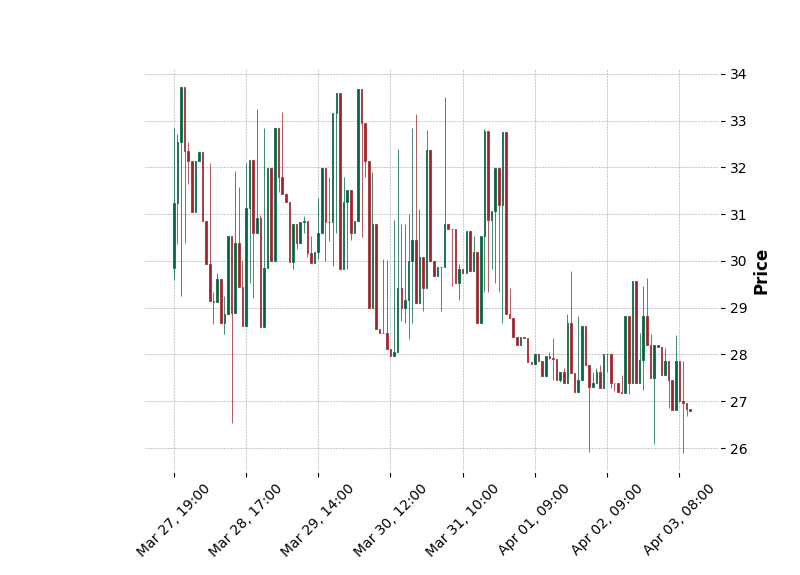 34
33
32
31
30
29
28
27
26
Price
Mar 27, 19:00
Mar 28, 17:00
Mar 29, 14:00
Mar 30, 12:00
Mar 31, 10:00
Apr 01, 09:00
Apr 02, 09:00
Apr 03, 08:00